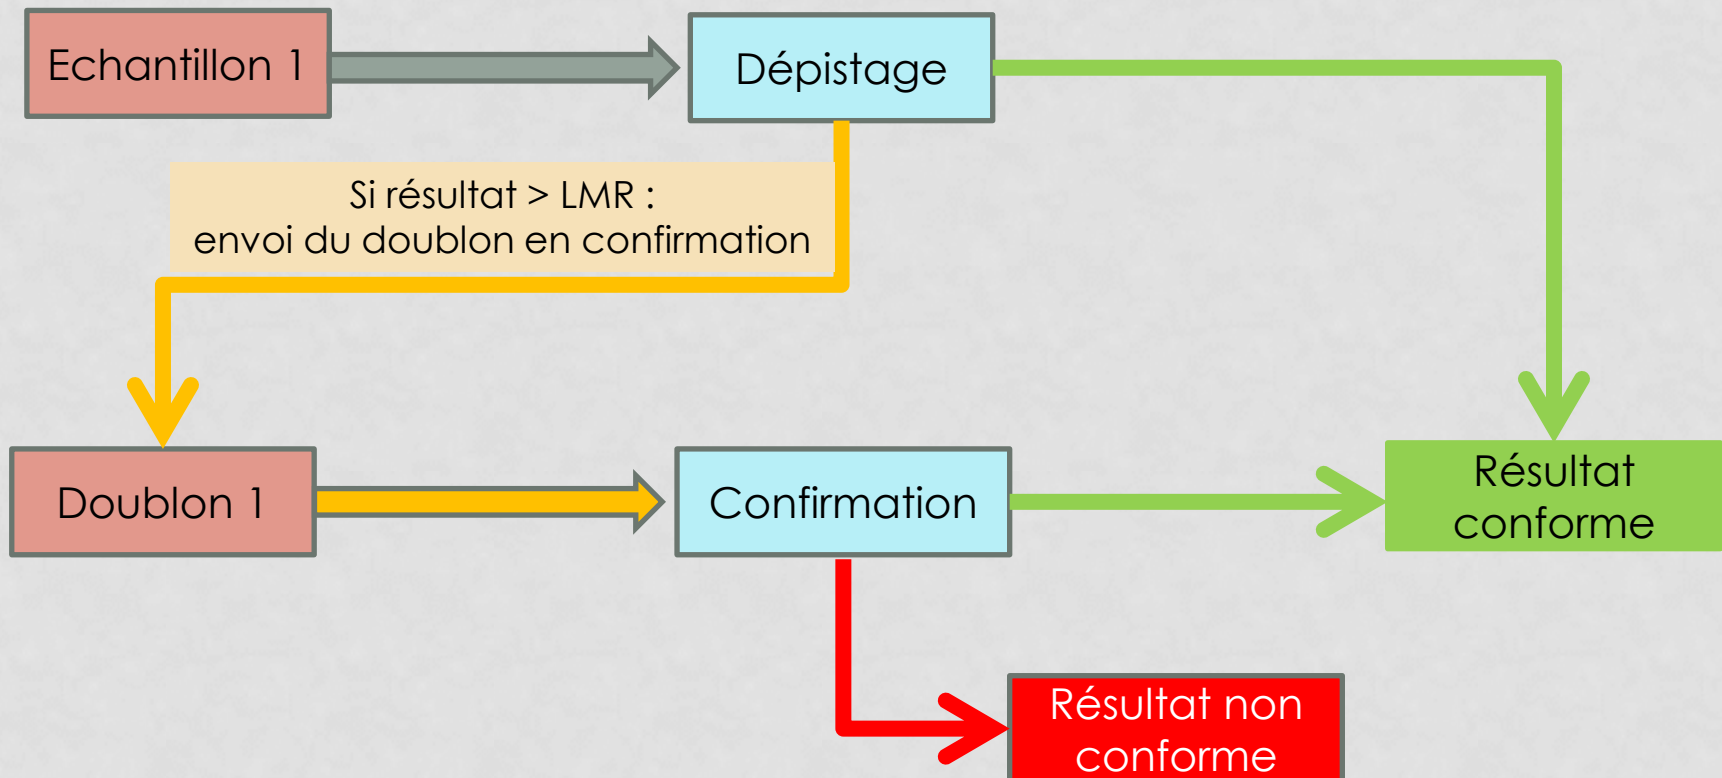 Echantillon 1
Dépistage
Si résultat > LMR :
envoi du doublon en confirmation
Doublon 1
Confirmation
Résultat
conforme
Résultat non
conforme